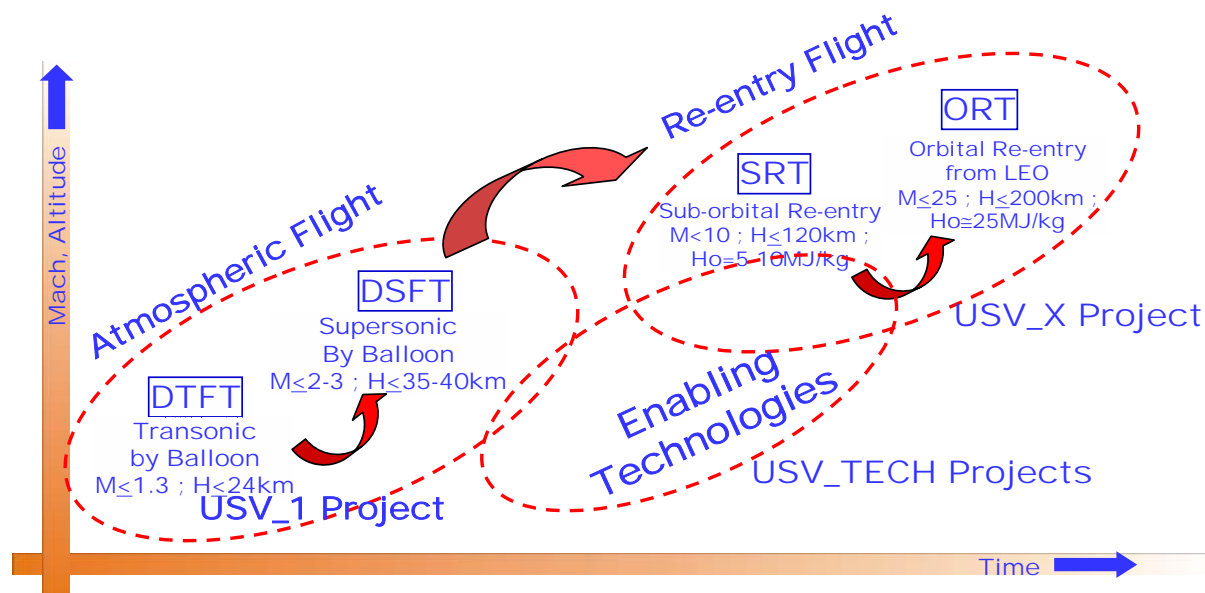 Mach, Altitude
Atmospheric Flight
DTFT
Transonic
by Balloon
M≤1.3 ; H≤24km
DSFT
Supersonic
By Balloon
M≤2-3 ; H≤35-40km
USV_1 Project
Re-entry Flight
SRT
Sub-orbital Re-entry
M<10 ; H≤120km ;
Ho=5-10MJ/kg
ORT
Orbital Re-entry
from LEO
M≤25 ; H≤200km ;
Ho≅25MJ/kg
USV_X Project
Enabling
Technologies
USV_TECH Projects
Time